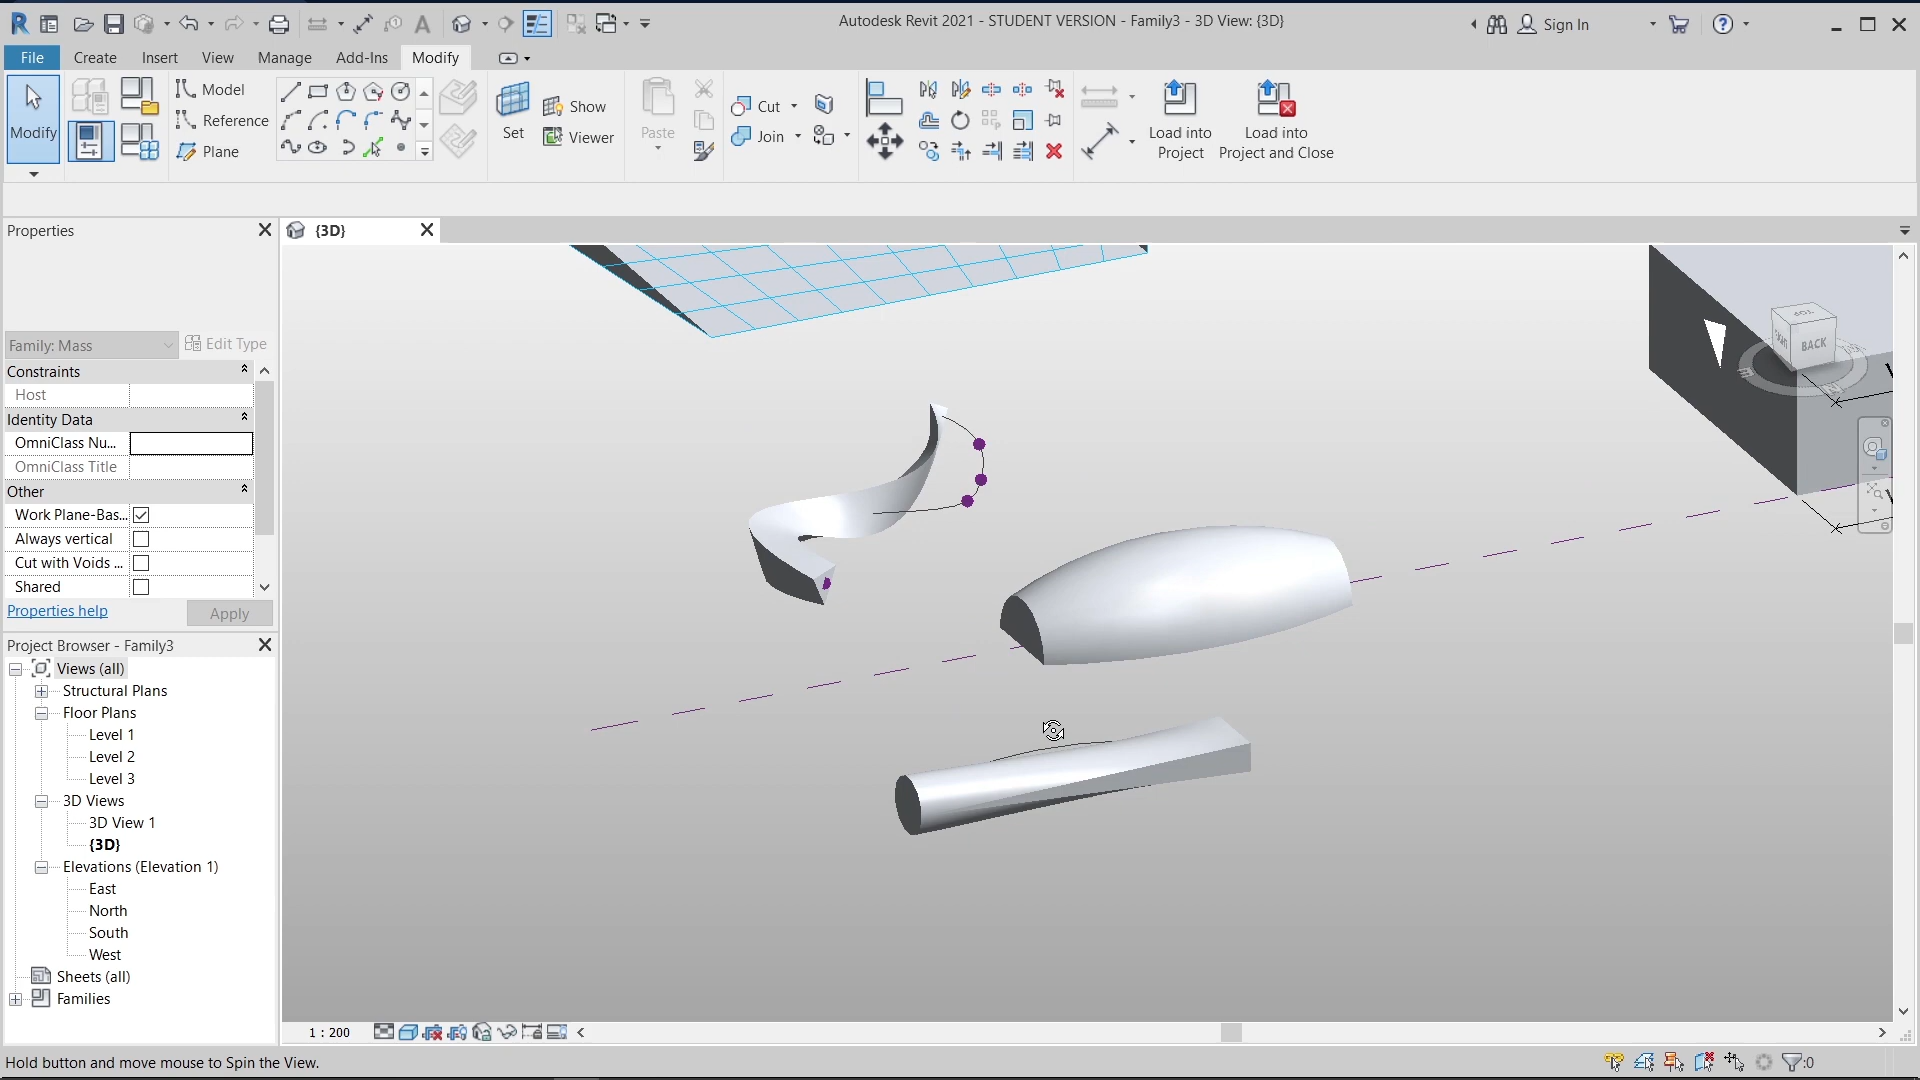 Autodesk Revit 2021 - STUDENT VERSION - Family3 - 3D View: {3D}
Sign In
File
Create
Insert
View
Manage
Add-Ins
Modify
Modify
Model
Reference
Plane
Set
Show
Viewer
Paste
Cut
Join
Load into
Project
Load into
Project and Close
Properties
{3D}
Family: Mass
Edit Type
Constraints
Host
Identity Data
OmniClass Nu...
OmniClass Title
Other
Work Plane-Bas...
Always vertical
Cut with Voids ...
Shared
Properties help
Apply
TOP
BACK
Project Browser - Family3
Views (all)
Structural Plans
Floor Plans
Level 1
Level 2
Level 3
3D Views
3D View 1
{3D}
Elevations (Elevation 1)
East
North
South
West
Sheets (all)
Families
1 : 200
Hold button and move mouse to Spin the View.
:0